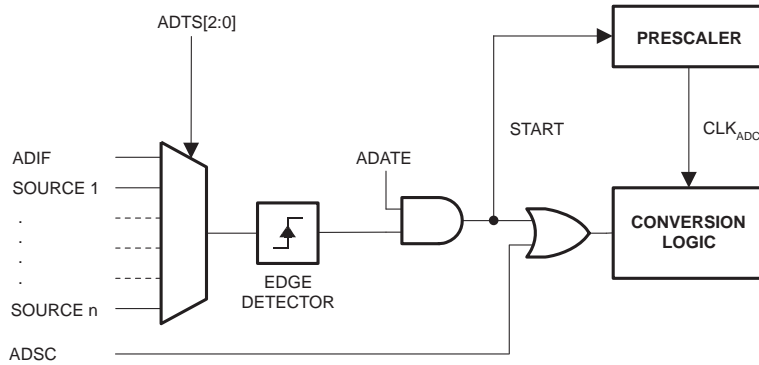 ADTS[2:0]
PRESCALER
START
CLKADC
ADIF
ADATE
SOURCE 1
.
.
.
.
CONVERSION
LOGIC
EDGE
DETECTOR
SOURCE n
ADSC